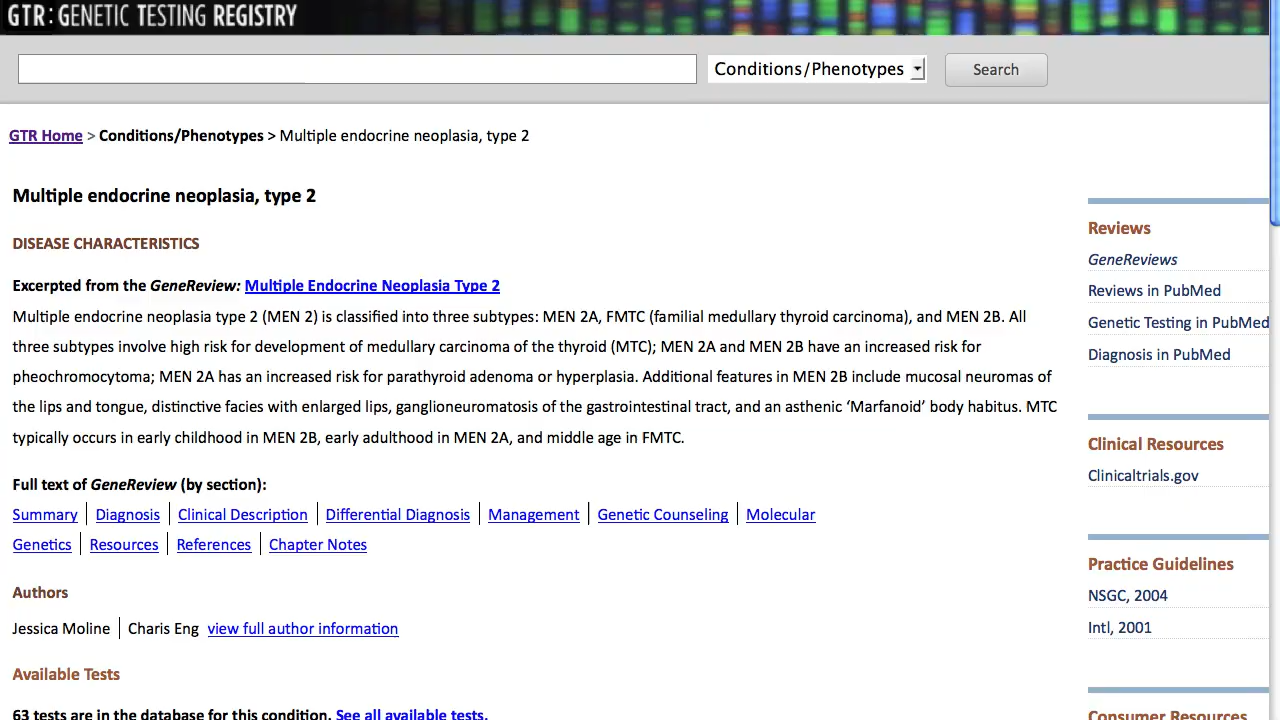 GTR: GENETIC TESTING REGISTRY
Conditions/Phenotypes
Search
GTR Home > Conditions/Phenotypes > Multiple endocrine neoplasia, type 2
Multiple endocrine neoplasia, type 2
DISEASE CHARACTERISTICS
Excerpted from the GeneReview: Multiple Endocrine Neoplasia Type 2
Multiple endocrine neoplasia type 2 (MEN 2) is classified into three subtypes: MEN 2A, FMTC (familial medullary thyroid carcinoma), and MEN 2B. All
three subtypes involve high risk for development of medullary carcinoma of the thyroid (MTC); MEN 2A and MEN 2B have an increased risk for
pheochromocytoma; MEN 2A has an increased risk for parathyroid adenoma or hyperplasia. Additional features in MEN 2B include mucosal neuromas of
the lips and tongue, distinctive facies with enlarged lips, ganglioneuromatosis of the gastrointestinal tract, and an asthenic ‘Marfanoid’ body habitus. MTC
typically occurs in early childhood in MEN 2B, early adulthood in MEN 2A, and middle age in FMTC.
Full text of GeneReview (by section):
Summary | Diagnosis | Clinical Description | Differential Diagnosis | Management | Genetic Counseling | Molecular
Genetics | Resources | References | Chapter Notes
Authors
Jessica Moline | Charis Eng view full author information
Available Tests
63 tests are in the database for this condition. See all available tests.
Reviews
GeneReviews
Reviews in PubMed
Genetic Testing in PubMed
Diagnosis in PubMed
Clinical Resources
Clinicaltrials.gov
Practice Guidelines
NSGC, 2004
Intl, 2001
Consumer Resources